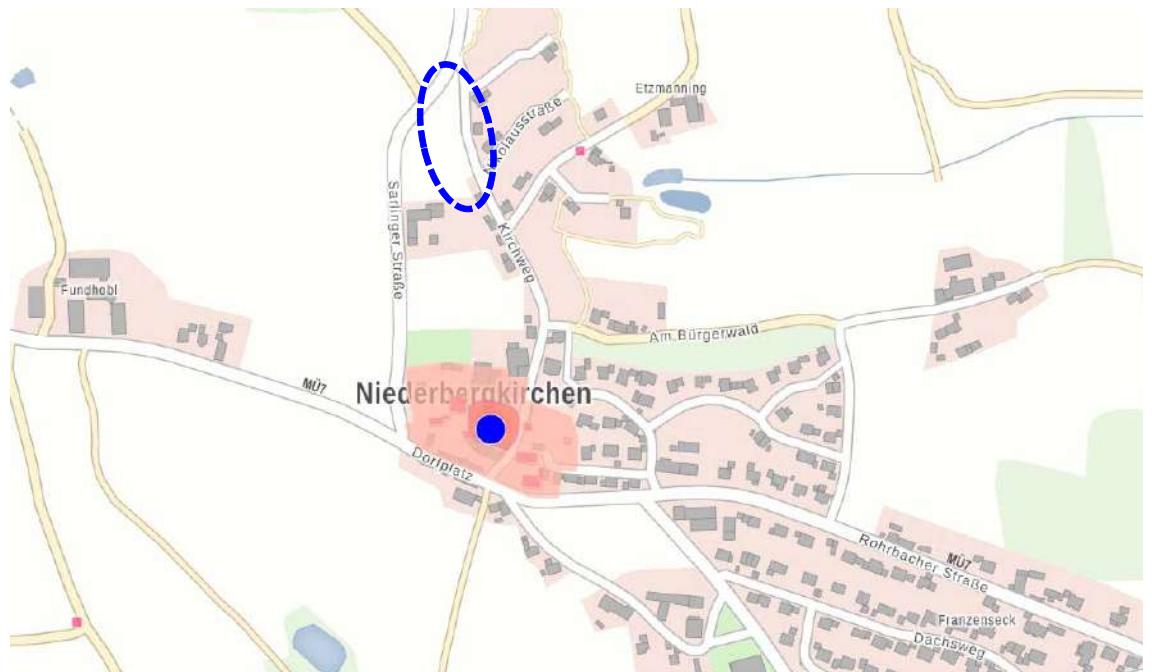 Etzmanning
Nikolausstraße
Sarlinger Straße
Kirchweg
Fundhobl
Am Bürgerwald
MÜ7
Niederbergkirchen
Dorfplatz
Rohrbacher Straße
MÜ7
Franzenseck
Dachsweg